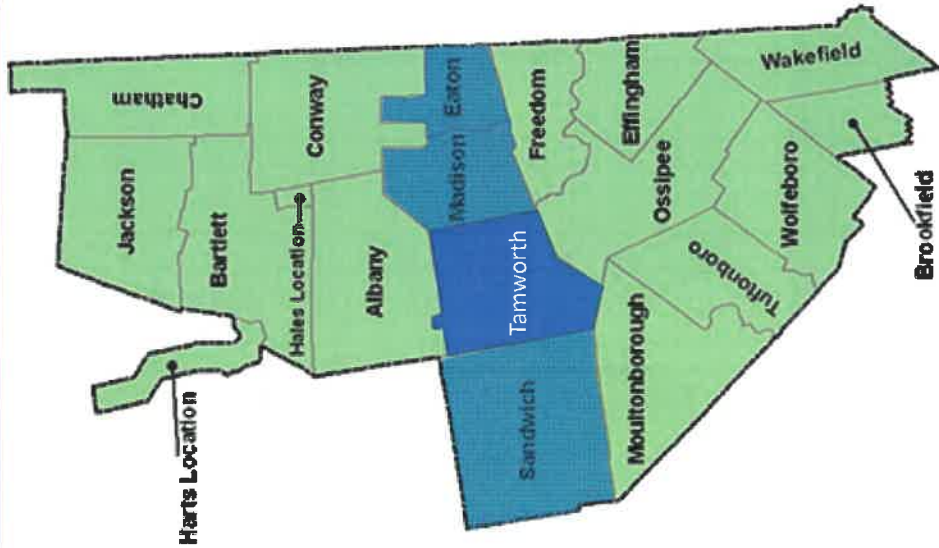 Chatham
Jackson
Conway
Bartlett
Hales Location
Albany
Harts Location
Eaton
Madison
Tamworth
Sandwich
Freedom
Effingham
Ossipee
Wakefield
Moultonborough
Tuftonboro
Wolfeboro
Brookfield